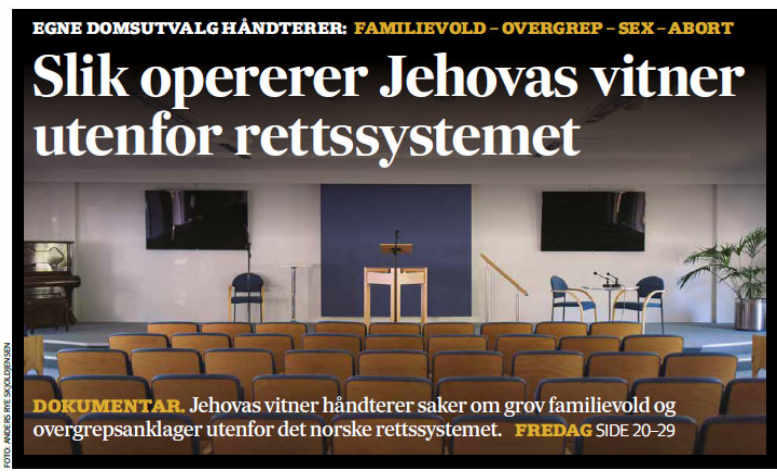 EGNE DOMSUTVALG HÅNDTERER: FAMILIEVOLD – OVERGREP – SEX – ABORT
Slik opererer Jehovas vitner
utenfor rettssystemet
DOKUMENTAR. Jehovas vitner håndterer saker om grov familievold og
overgrepsanklager utenfor det norske rettssystemet. FREDAG SIDE 20–29
FOTO: ANDERS RYE SKJOLDJENSEN